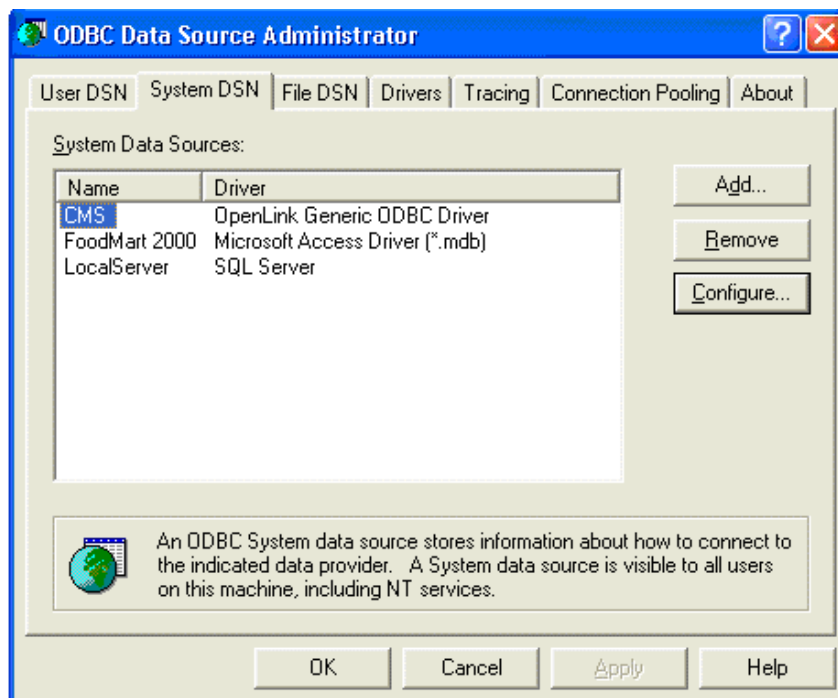 ODBC Data Source Administrator
User DSN System DSN File DSN Drivers Tracing Connection Pooling About
System Data Sources:
Name Driver
CMS OpenLink Generic ODBC Driver
FoodMart 2000 Microsoft Access Driver (*.mdb)
LocalServer SQL Server
Add...
Remove
Configure...
An ODBC System data source stores information about how to connect to
the indicated data provider. A System data source is visible to all users
on this machine, including NT services.
OK Cancel Apply Help